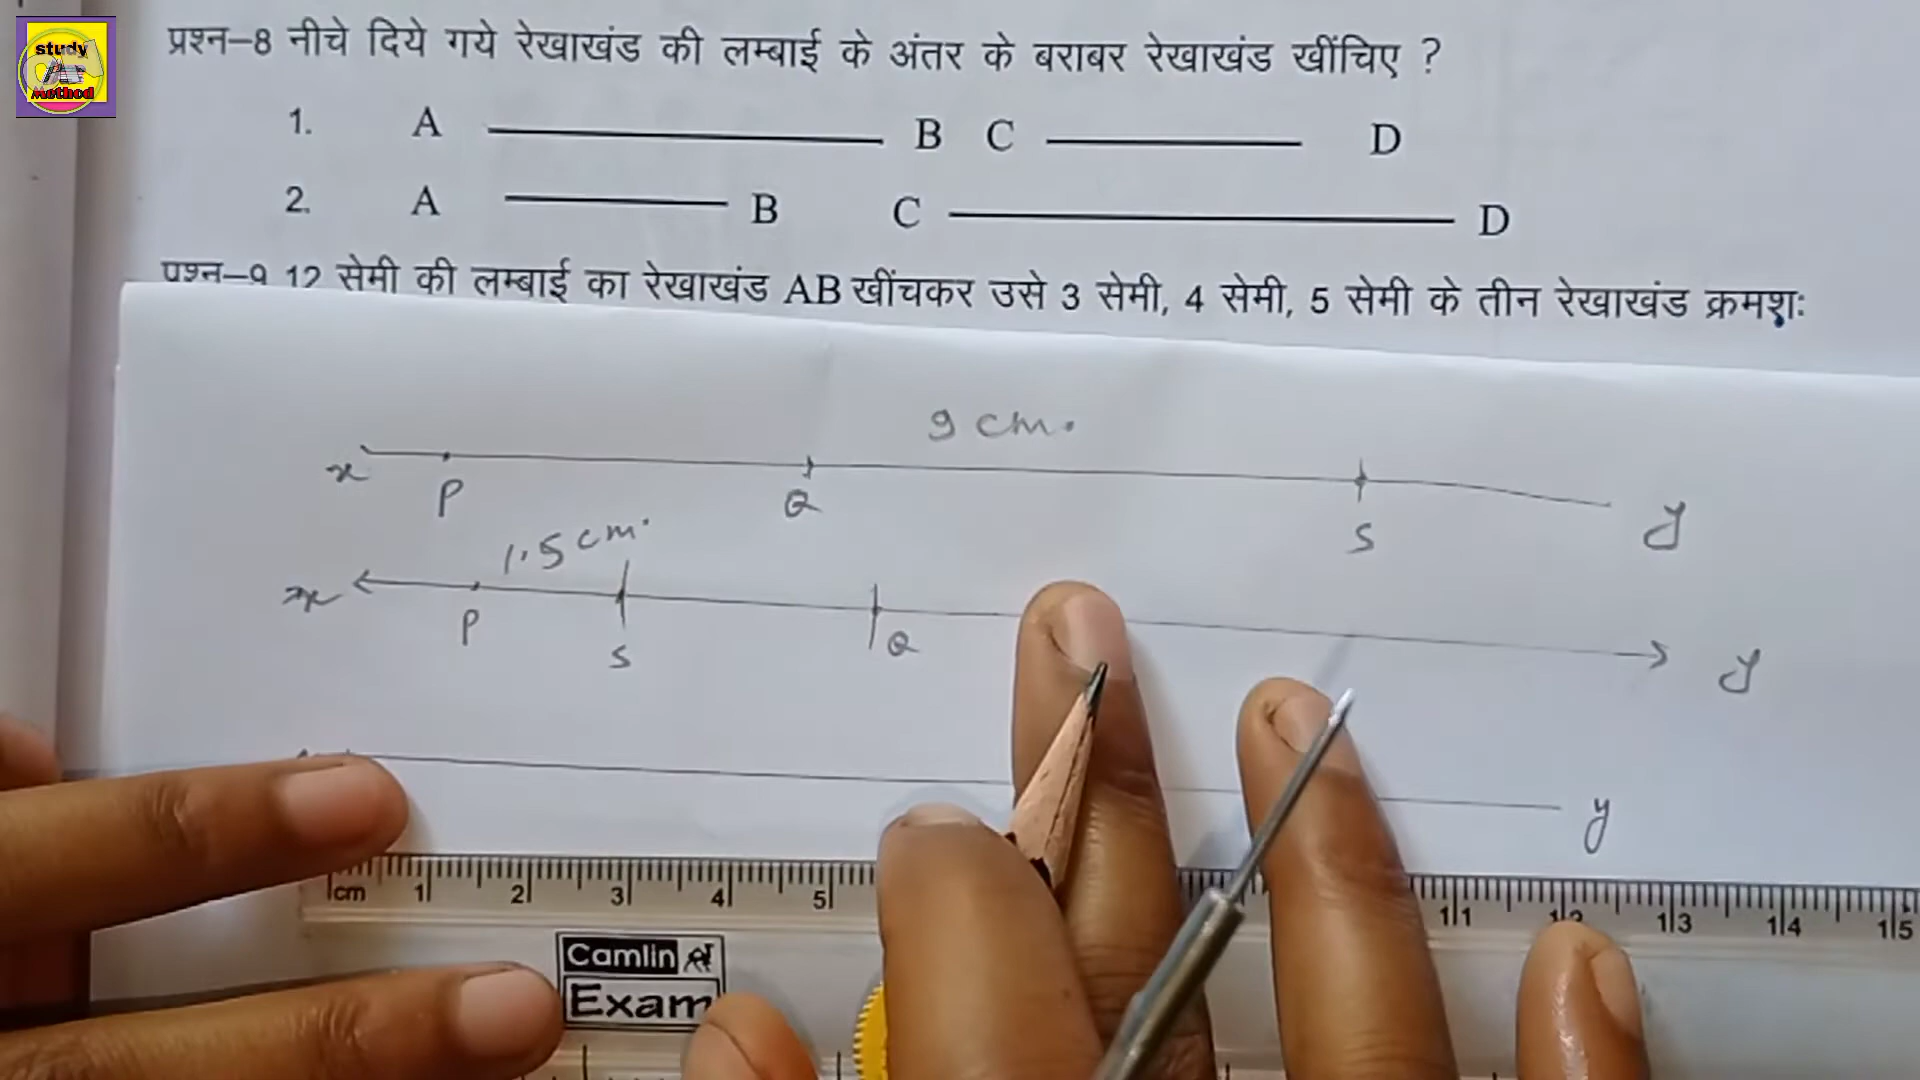 study
Method
प्रश्न–8 नीचे दिये गये रेखाखंड की लम्बाई के अंतर के बराबर रेखाखंड खींचिए ?
1. A B C D
2. A B C D
प्रश्न–9 12 सेमी की लम्बाई का रेखाखंड AB खींचकर उसे 3 सेमी, 4 सेमी, 5 सेमी के तीन रेखाखंड क्रमशः
9 cm.
x P Q S y
1.5 cm.
x P S Q y
y
cm 1 2 3 4 5 11 12 13 14 15
Camlin
Exam